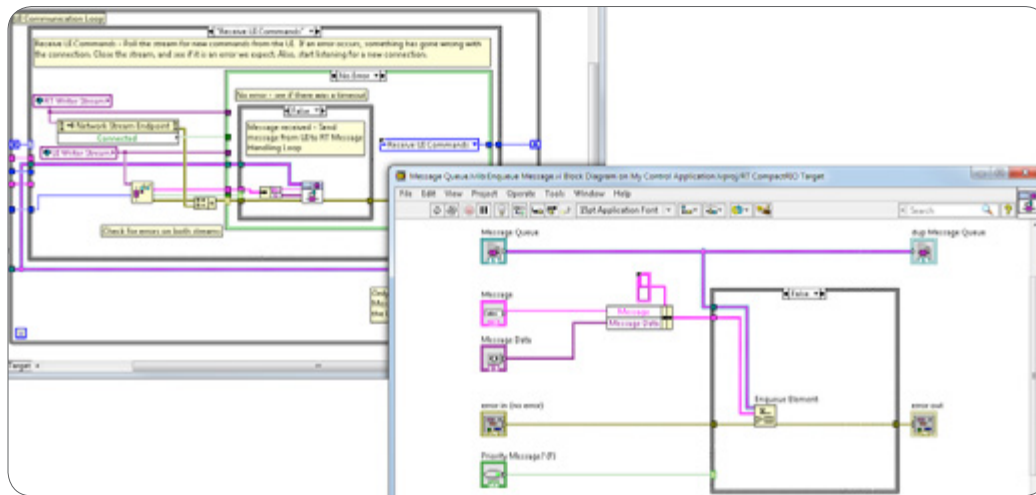 UI Communication Loop
"Receive UI Commands"
Receive UI Commands - Poll the stream for new commands from the UI. If an error occurs, something has gone wrong with
the connection. Close the stream, and see if it is an error we expect. Also, start listening for a new connection.
No Error
No error - see if there was a timeout
RT Writer Stream
False
Network Stream Endpoint
Connected
Message received - Send
message from UI to RT Message
Handling Loop
Receive UI Commands
UI Writer Stream
Check for errors on both streams
Only
the
Target
Message Queue.lvlib:Enqueue Message.vi Block Diagram on My Control Application.lvproj/RT CompactRIO Target
File Edit View Project Operate Tools Window Help
15pt Application Font
Search
Message Queue
dup Message Queue
False
Message
Message
Message Data
abc
Message Data
Enqueue Element
error in (no error)
error out
Priority Message? (F)